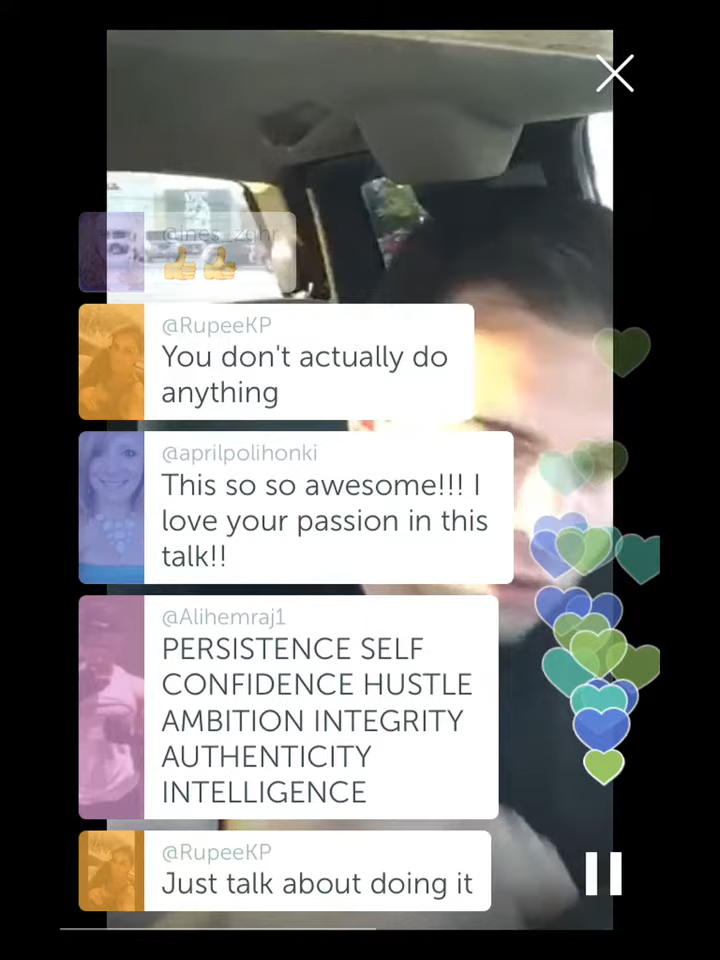 @ines_zghr
@RupeeKP
You don't actually do
anything
@aprilpolihonki
This so so awesome!!! I
love your passion in this
talk!!
@Alihemraj1
PERSISTENCE SELF
CONFIDENCE HUSTLE
AMBITION INTEGRITY
AUTHENTICITY
INTELLIGENCE
@RupeeKP
Just talk about doing it